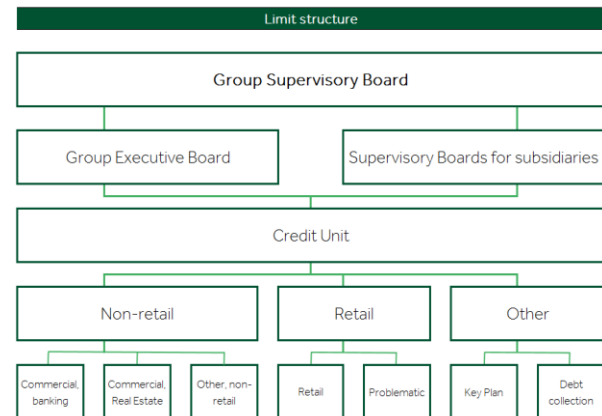 Limit structure
Group Supervisory Board
Group Executive Board
Supervisory Boards for subsidiaries
Credit Unit
Non-retail
Retail
Other
Commercial,
banking
Commercial,
Real Estate
Other, non-
retail
Retail
Problematic
Key Plan
Debt
collection